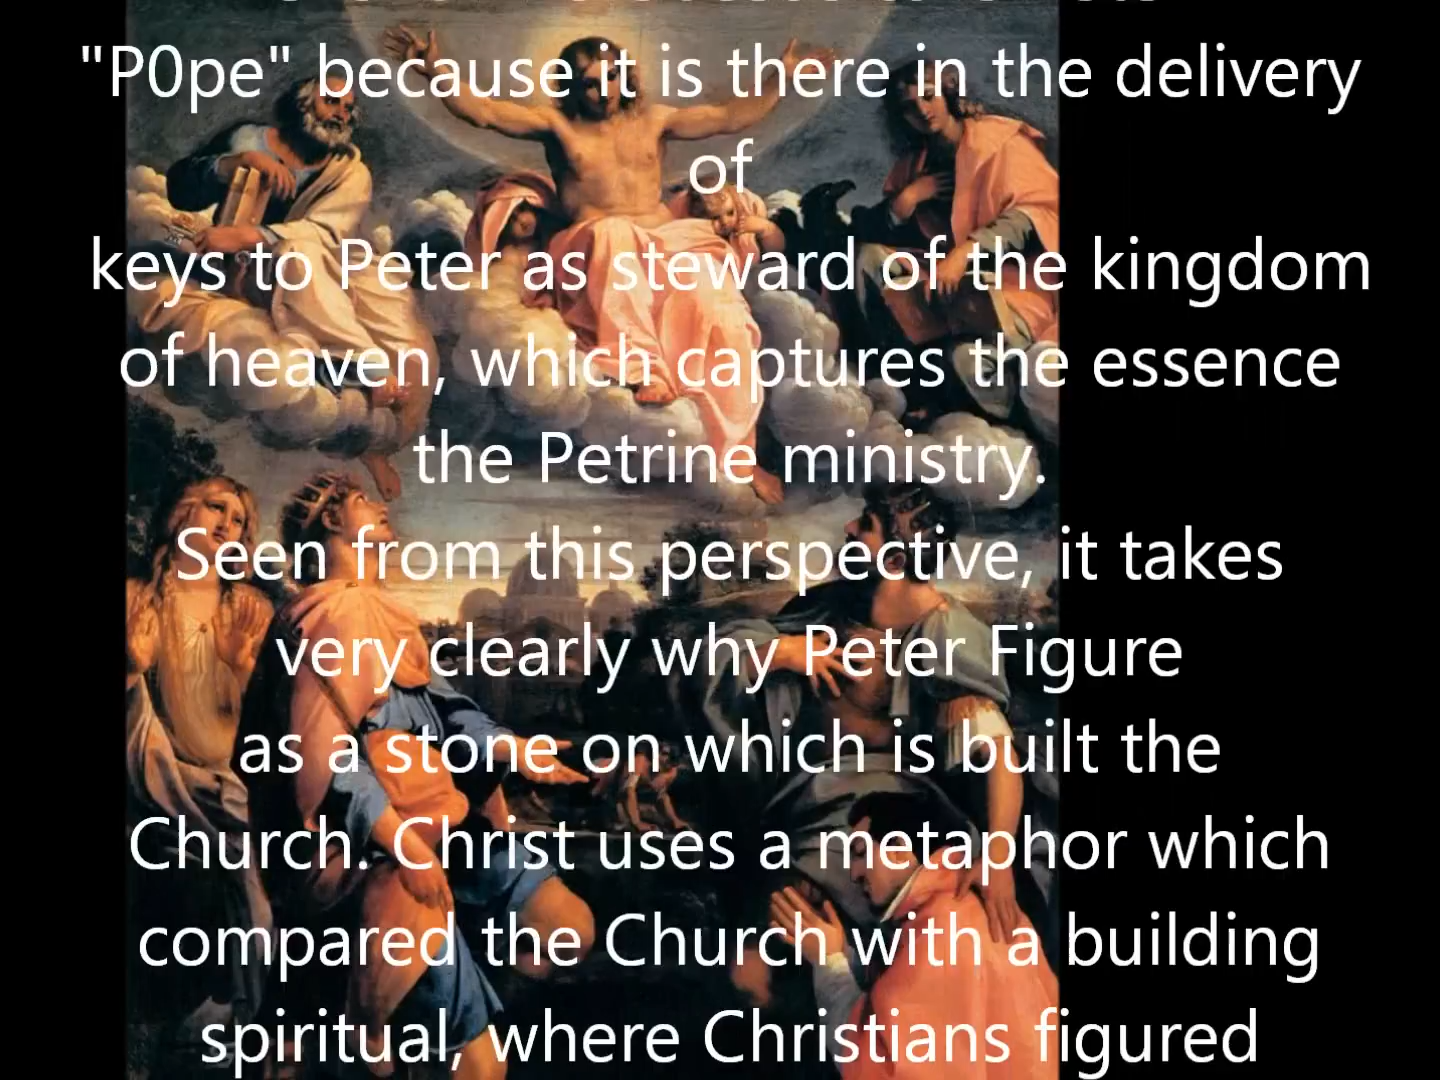 "P0pe" because it is there in the delivery
of
keys to Peter as steward of the kingdom
of heaven, which captures the essence
the Petrine ministry.
Seen from this perspective, it takes
very clearly why Peter Figure
as a stone on which is built the
Church. Christ uses a metaphor which
compared the Church with a building
spiritual, where Christians figured